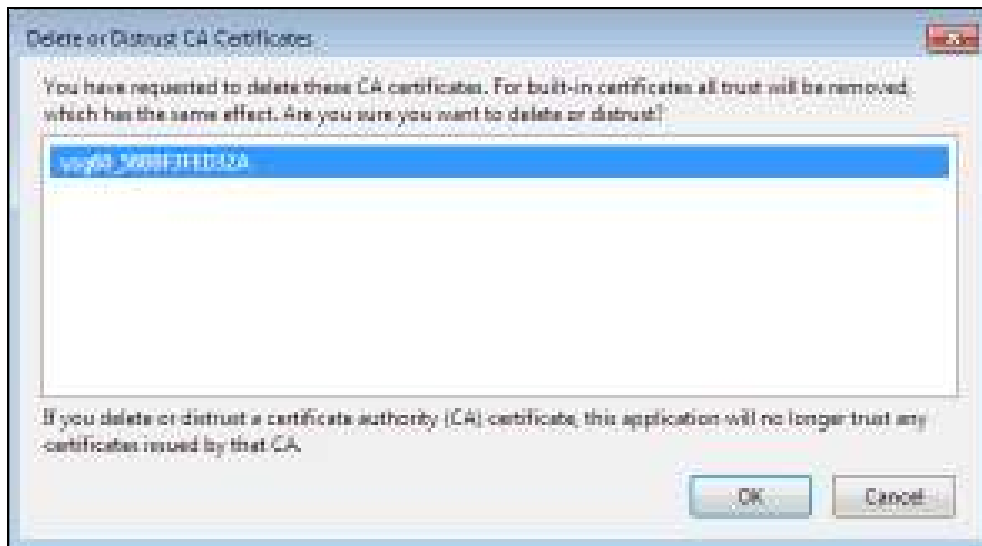 Delete or Distrust CA Certificates
You have requested to delete these CA certificates. For built-in certificates all trust will be removed,
which has the same effect. Are you sure you want to delete or distrust?
If you delete or distrust a certificate authority (CA) certificate, this application will no longer trust any
certificates issued by that CA.
OK
Cancel